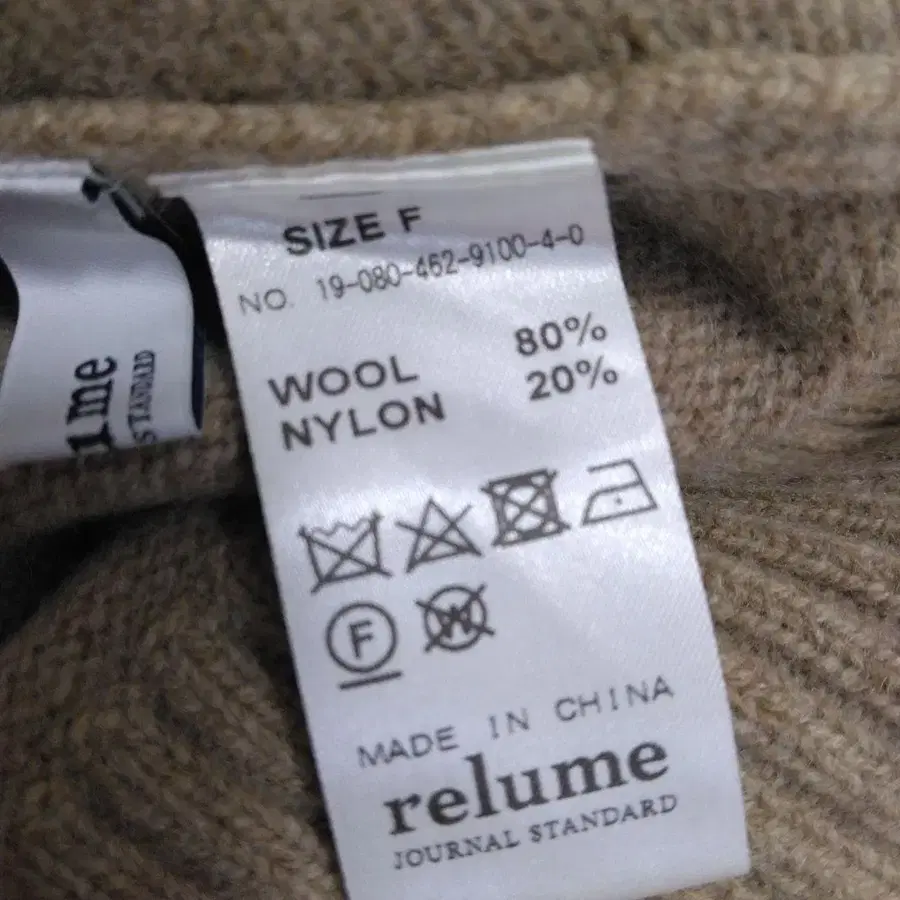 SIZE F
NO. 19-080-462-9100-4-0
WOOL 80%
NYLON 20%
F
W
MADE IN CHINA
relume
JOURNAL STANDARD
ume
STANDARD